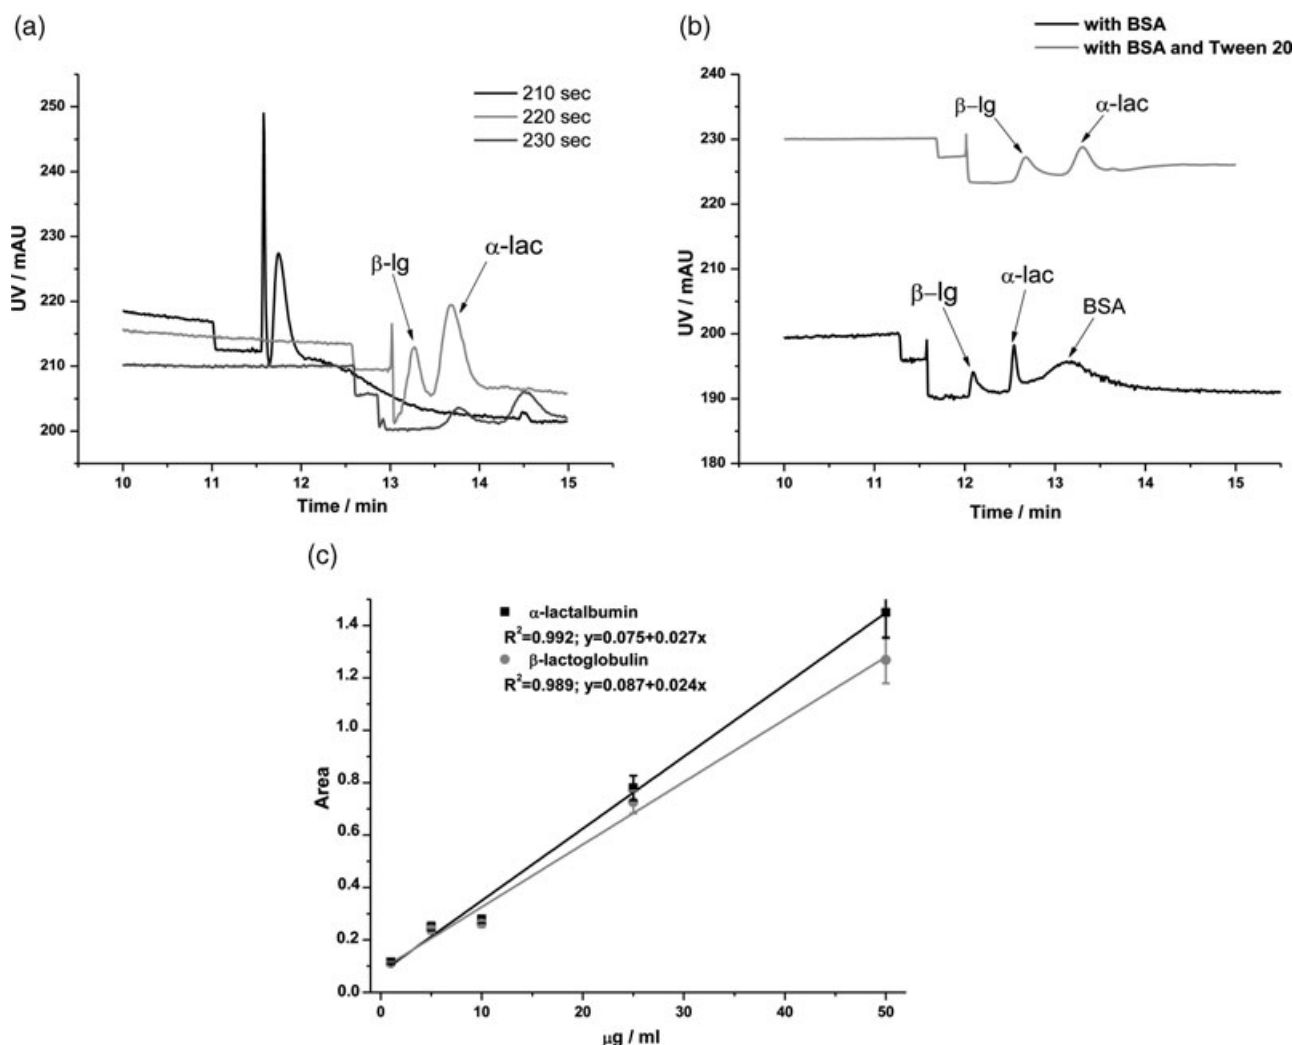 (a)
210 sec
220 sec
230 sec
β-lg
α-lac
UV / mAU
250
240
230
220
210
200
10 11 12 13 14 15
Time / min
(b)
with BSA
with BSA and Tween 20
β–lg
α-lac
β–lg
α-lac
BSA
UV / mAU
240
230
220
210
200
190
180
10 11 12 13 14 15
Time / min
(c)
α-lactalbumin
R²=0.992; y=0.075+0.027x
β-lactoglobulin
R²=0.989; y=0.087+0.024x
Area
1.4
1.2
1.0
0.8
0.6
0.4
0.2
0.0
0 10 20 30 40 50
µg / ml